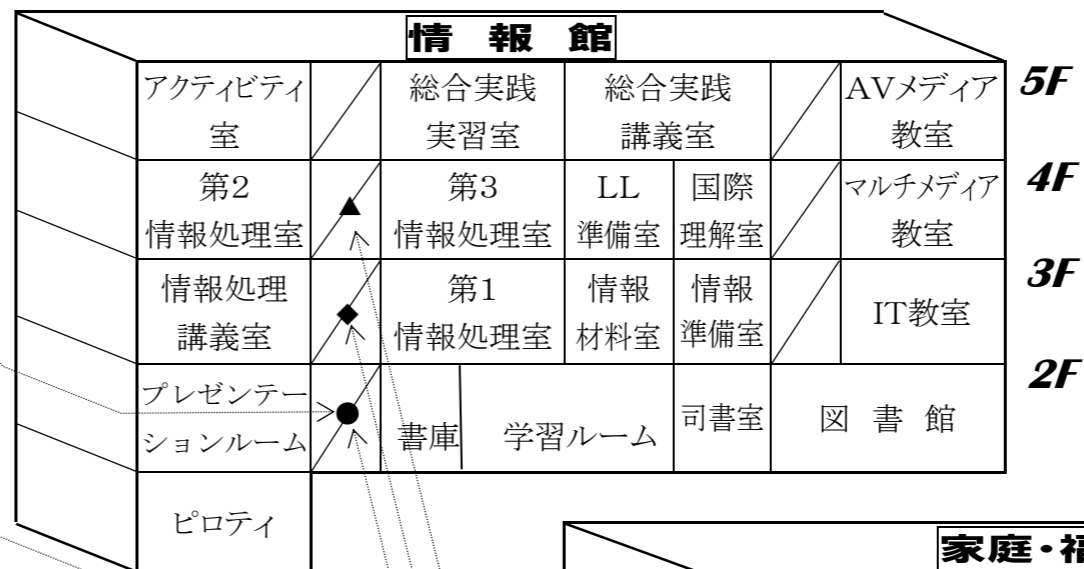 情 報 館
アクティビティ
室
総合実践
実習室
総合実践
講義室
AVメディア
教室
5F
第2
情報処理室
第3
情報処理室
LL
準備室
国際
理解室
マルチメディア
教室
4F
情報処理
講義室
第1
情報処理室
情報
材料室
情報
準備室
IT教室
3F
プレゼンテー
ションルーム
書庫
学習ルーム
司書室
図 書 館
2F
ピロティ
家庭・福